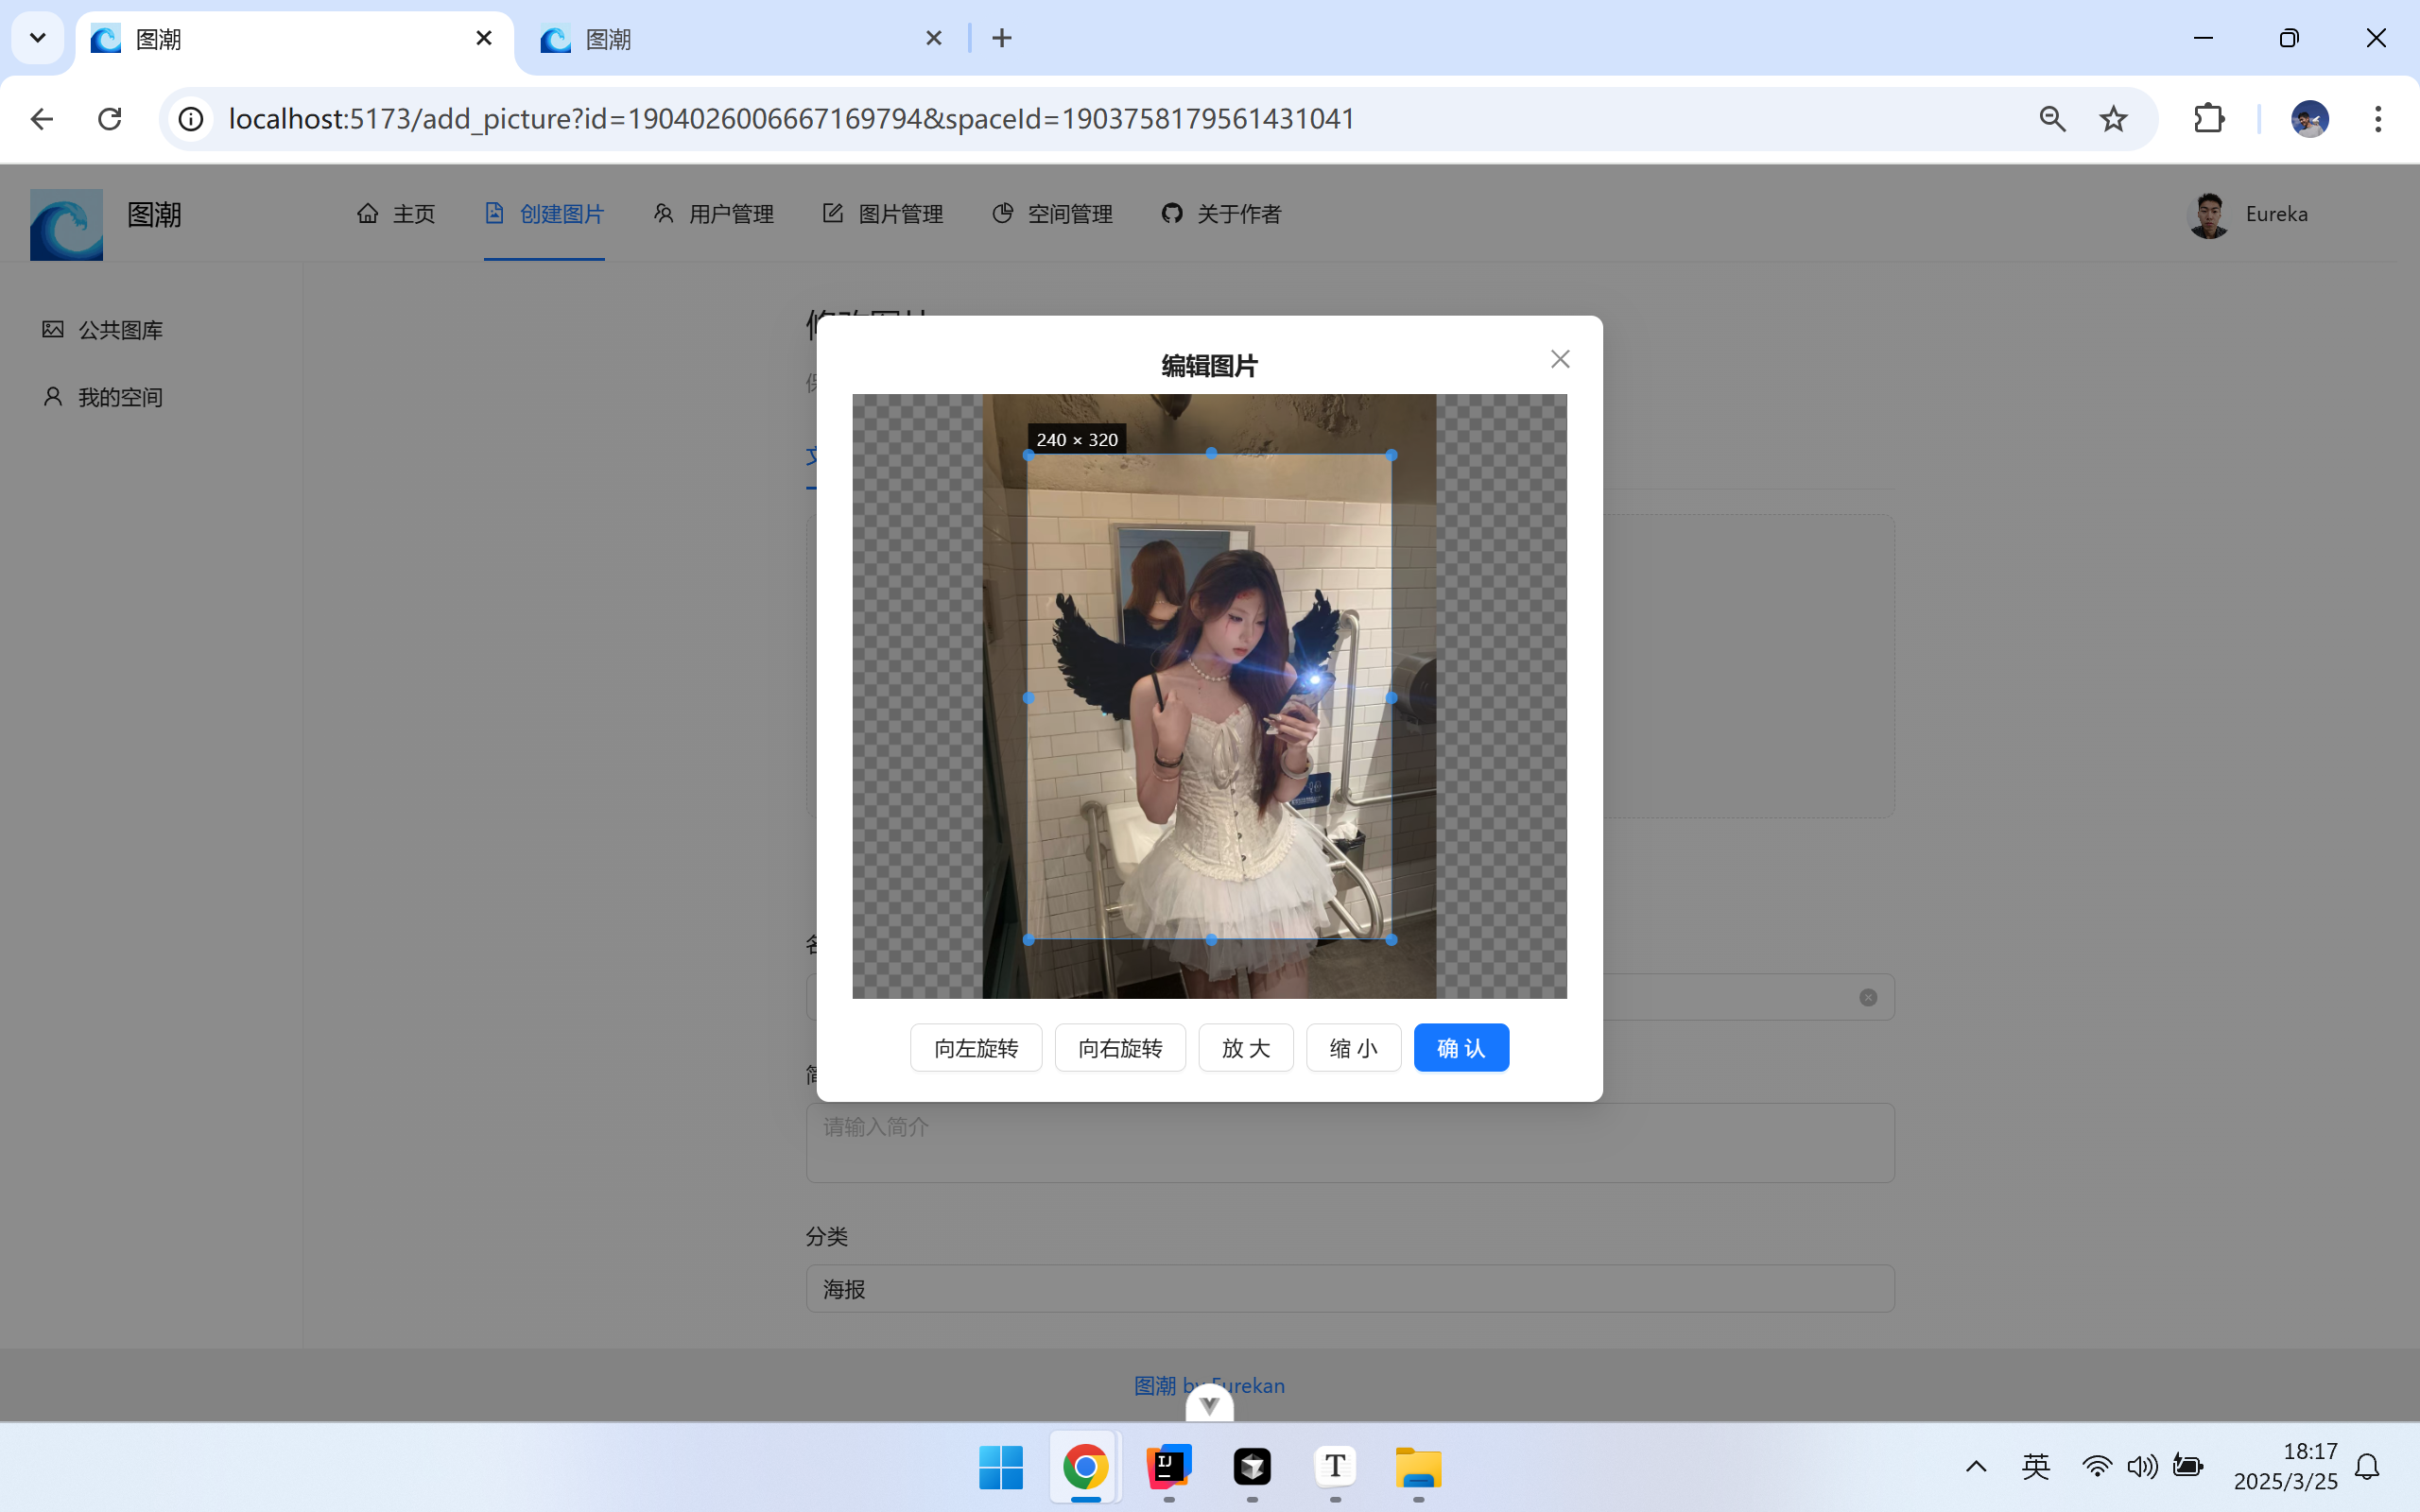 图潮
图潮
localhost:5173/add_picture?id=1904026006667169794&spaceId=1903758179561431041
图潮
主页
创建图片
用户管理
图片管理
空间管理
关于作者
Eureka
公共图库
我的空间
编辑图片
240 × 320
向左旋转
向右旋转
放 大
缩 小
确 认
请输入简介
分类
海报
图潮 by Eurekan
英
18:17
2025/3/25